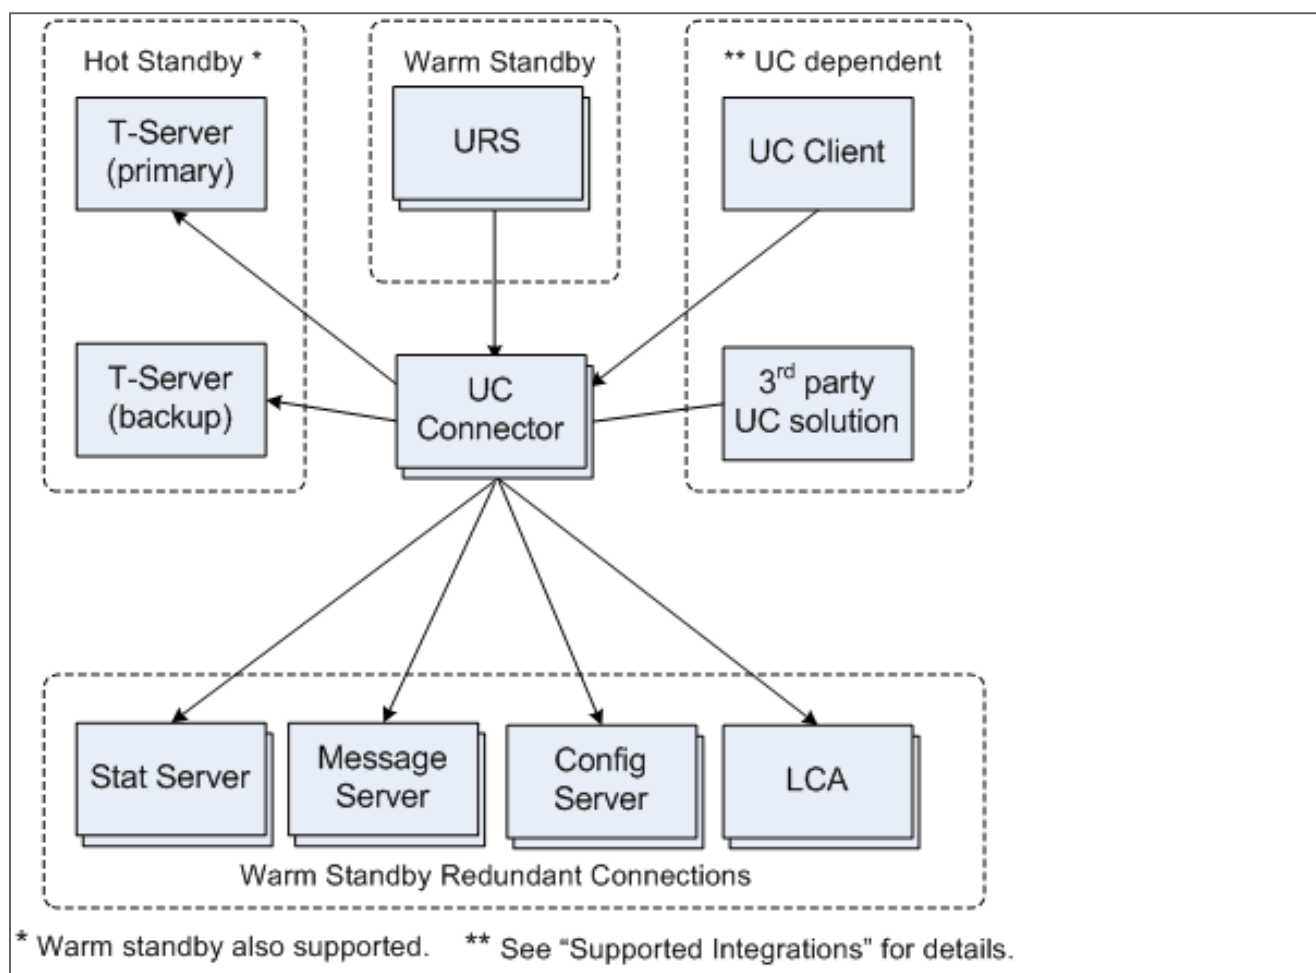 Hot Standby *
T-Server
(primary)
T-Server
(backup)
Warm Standby
URS
** UC dependent
UC Client
3rd party
UC solution
UC
Connector
Stat Server
Message
Server
Config
Server
LCA
Warm Standby Redundant Connections
* Warm standby also supported.
** See “Supported Integrations” for details.